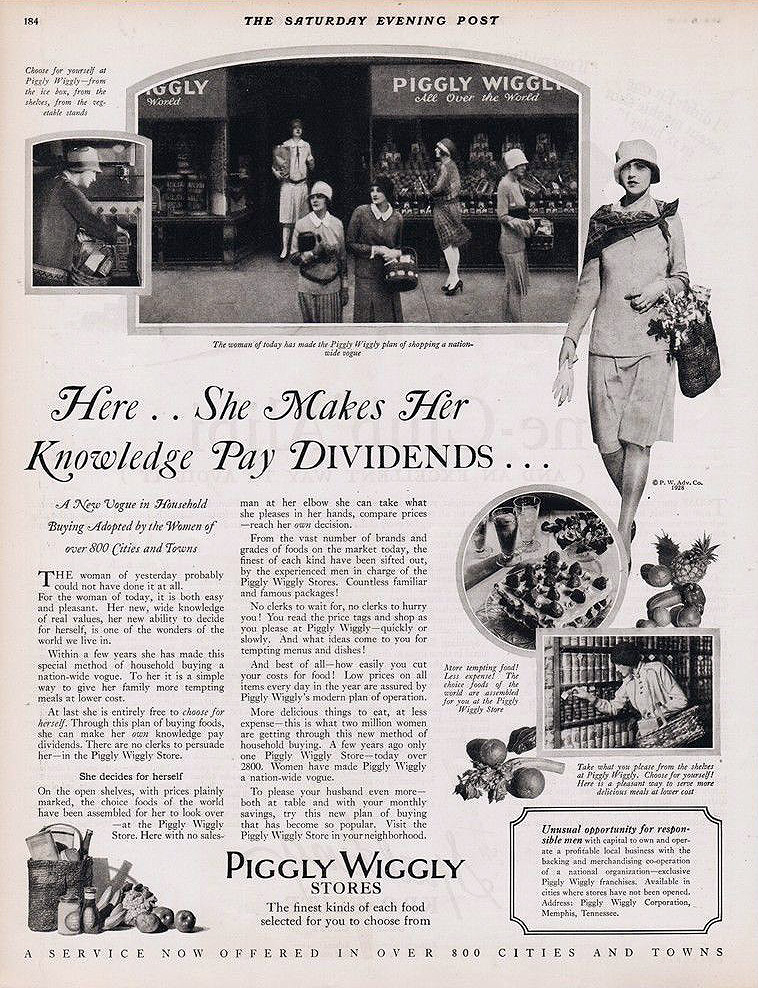 184
THE SATURDAY EVENING POST
Choose for yourself at
Piggly Wiggly—from
the ice box, from the
shelves, from the veg-
etable stands
IGGLY
World
PIGGLY WIGGL
All Over the World
The woman of today has made the Piggly Wiggly plan of shopping a nation-
wide vogue
© P. W. Adv. Co.
1928
Here . . She Makes Her
Knowledge Pay DIVIDENDS . . .
A New Vogue in Household
Buying Adopted by the Women of
over 800 Cities and Towns
THE woman of yesterday probably
could not have done it at all.
For the woman of today, it is both easy
and pleasant. Her new, wide knowledge
of real values, her new ability to decide
for herself, is one of the wonders of the
world we live in.
Within a few years she has made this
special method of household buying a
nation-wide vogue. To her it is a simple
way to give her family more tempting
meals at lower cost.
At last she is entirely free to choose for
herself. Through this plan of buying foods,
she can make her own knowledge pay
dividends. There are no clerks to persuade
her—in the Piggly Wiggly Store.
She decides for herself
On the open shelves, with prices plainly
marked, the choice foods of the world
have been assembled for her to look over
—at the Piggly Wiggly
Store. Here with no sales-
man at her elbow she can take what
she pleases in her hands, compare prices
—reach her own decision.
From the vast number of brands and
grades of foods on the market today, the
finest of each kind have been sifted out,
by the experienced men in charge of the
Piggly Wiggly Stores. Countless familiar
and famous packages!
No clerks to wait for, no clerks to hurry
you! You read the price tags and shop as
you please at Piggly Wiggly—quickly or
slowly. And what ideas come to you for
tempting menus and dishes!
And best of all—how easily you cut
your costs for food! Low prices on all
items every day in the year are assured by
Piggly Wiggly's modern plan of operation.
More delicious things to eat, at less
expense—this is what two million women
are getting through this new method of
household buying. A few years ago only
one Piggly Wiggly Store—today over
2800. Women have made Piggly Wiggly
a nation-wide vogue.
To please your husband even more—
both at table and with your monthly
savings, try this new plan of buying
that has become so popular. Visit the
Piggly Wiggly Store in your neighborhood.
More tempting food!
Less expense! The
choice foods of the
world are assembled
for you at the Piggly
Wiggly Store
Take what you please from the shelves
at Piggly Wiggly. Choose for yourself!
Here is a pleasant way to serve more
delicious meals at lower cost
Unusual opportunity for respon-
sible men with capital to own and oper-
ate a profitable local business with the
backing and merchandising co-operation
of a national organization—exclusive
Piggly Wiggly franchises. Available in
cities where stores have not been opened.
Address: Piggly Wiggly Corporation,
Memphis, Tennessee.
PIGGLY WIGGLY
STORES
The finest kinds of each food
selected for you to choose from
A SERVICE NOW OFFERED IN OVER 800 CITIES AND TOWNS